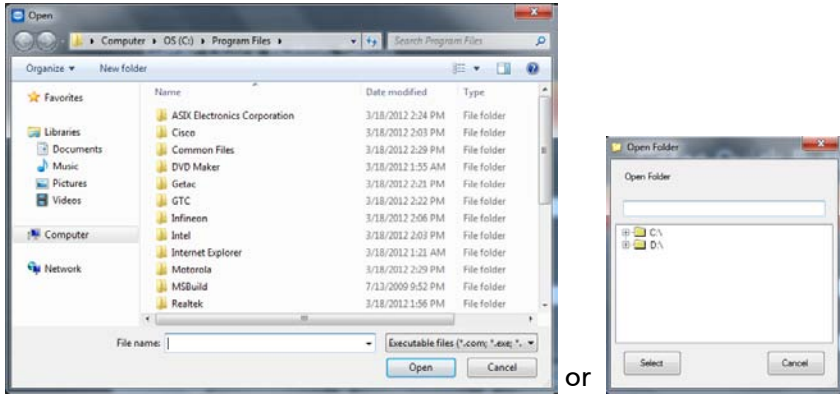 Open
Computer ▸ OS (C:) ▸ Program Files ▸
Search Program Files
Organize ▾ New folder
Favorites
Libraries
Documents
Music
Pictures
Videos
Computer
Network
Name Date modified Type
ASIX Electronics Corporation 3/18/2012 2:24 PM File folder
Cisco 3/18/2012 2:03 PM File folder
Common Files 3/18/2012 2:29 PM File folder
DVD Maker 3/18/2012 1:55 AM File folder
Getac 3/18/2012 2:21 PM File folder
GTC 3/18/2012 2:22 PM File folder
Infineon 3/18/2012 2:06 PM File folder
Intel 3/18/2012 2:03 PM File folder
Internet Explorer 3/18/2012 1:21 AM File folder
Motorola 3/18/2012 2:29 PM File folder
MSBuild 7/13/2009 9:52 PM File folder
Realtek 3/18/2012 1:56 PM File folder
File name:
Executable files (*.com; *.exe; *.
Open Cancel
or
Open Folder
Open Folder
C:\
D:\
Select Cancel